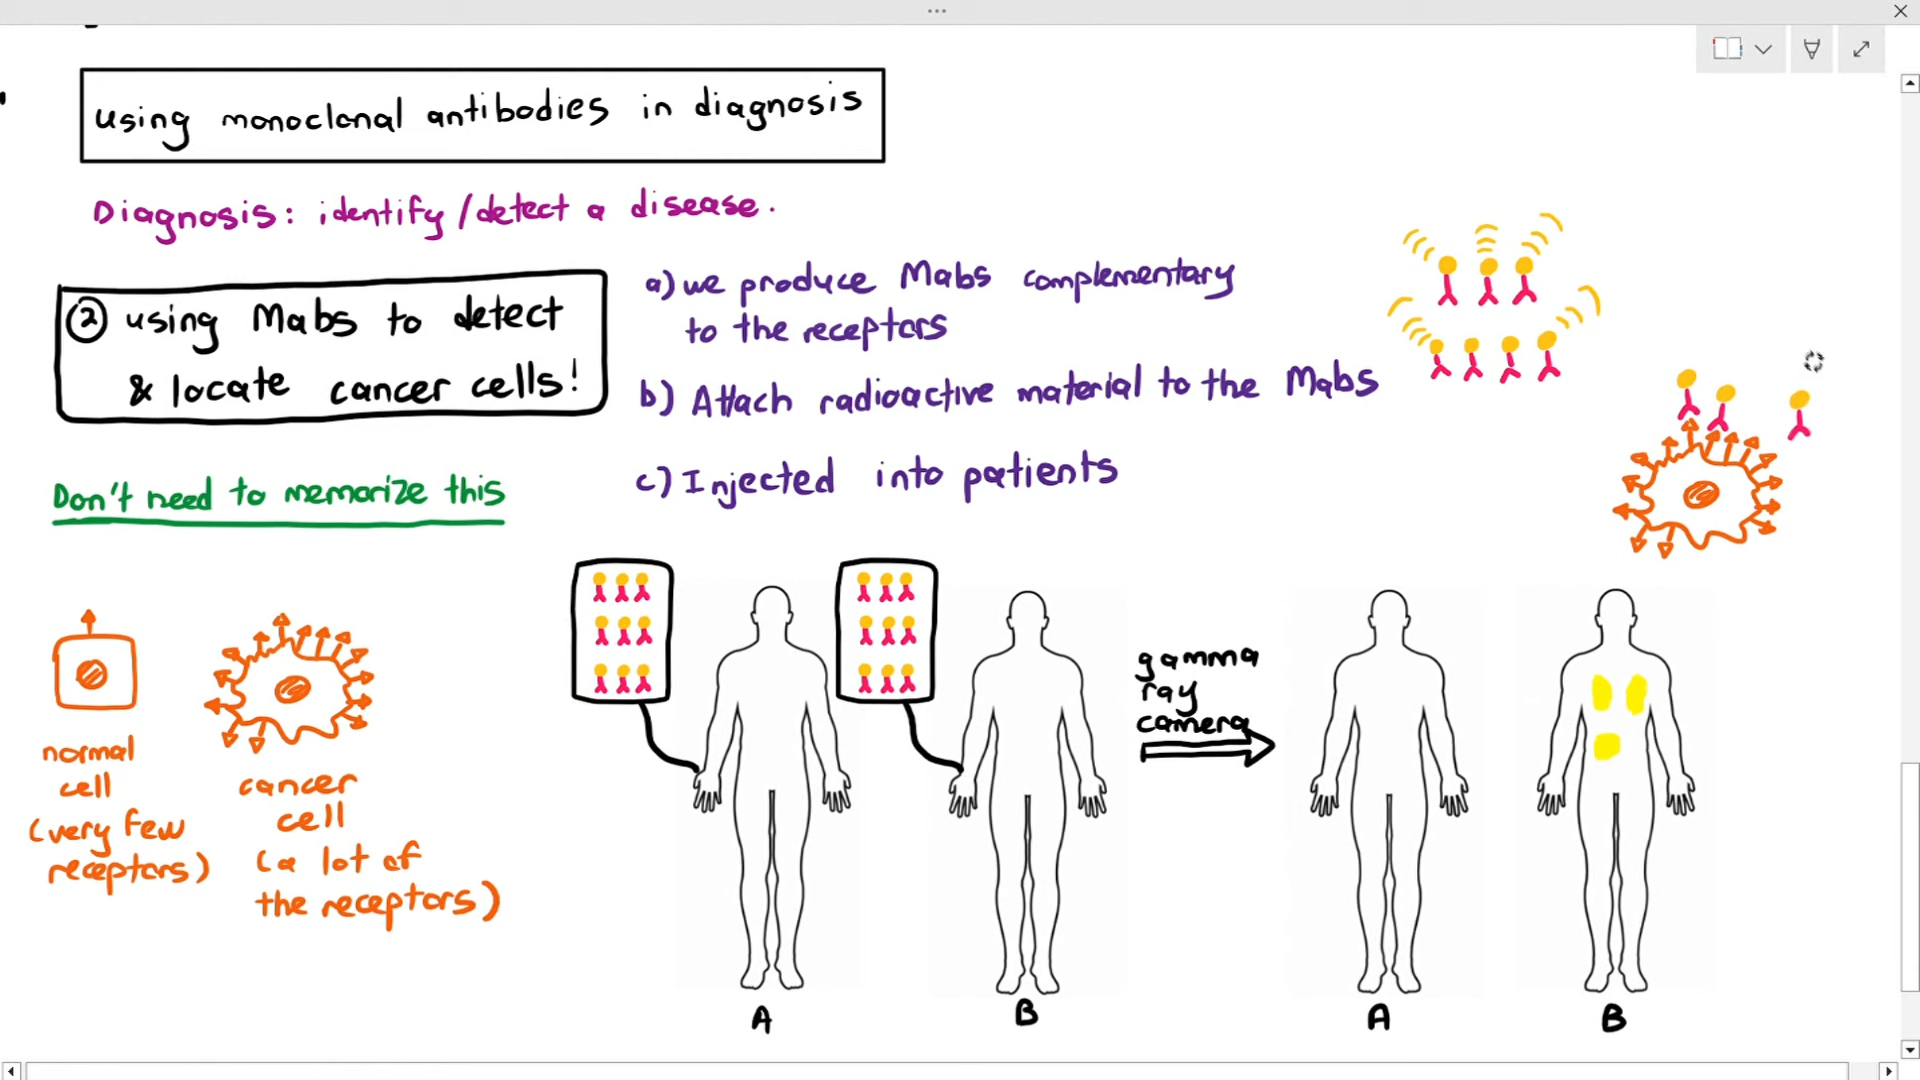 using monoclonal antibodies in diagnosis
Diagnosis: identify/detect a disease.
② using Mabs to detect
& locate cancer cells!
Don't need to memorize this
a) we produce Mabs complementary
to the receptors
b) Attach radioactive material to the Mabs
c) Injected into patients
normal
cell
(very few
receptors)
cancer
cell
(a lot of
the receptors)
gamma
ray
camera
A
B
A
B